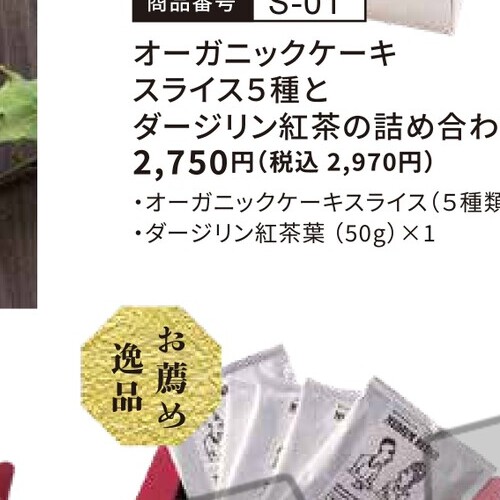 商品番号 S-01
オーガニックケーキ
スライス5種と
ダージリン紅茶の詰め合わ
2,750円(税込 2,970円)
・オーガニックケーキスライス(5種類
・ダージリン紅茶葉 (50g)×1
お薦め
逸品